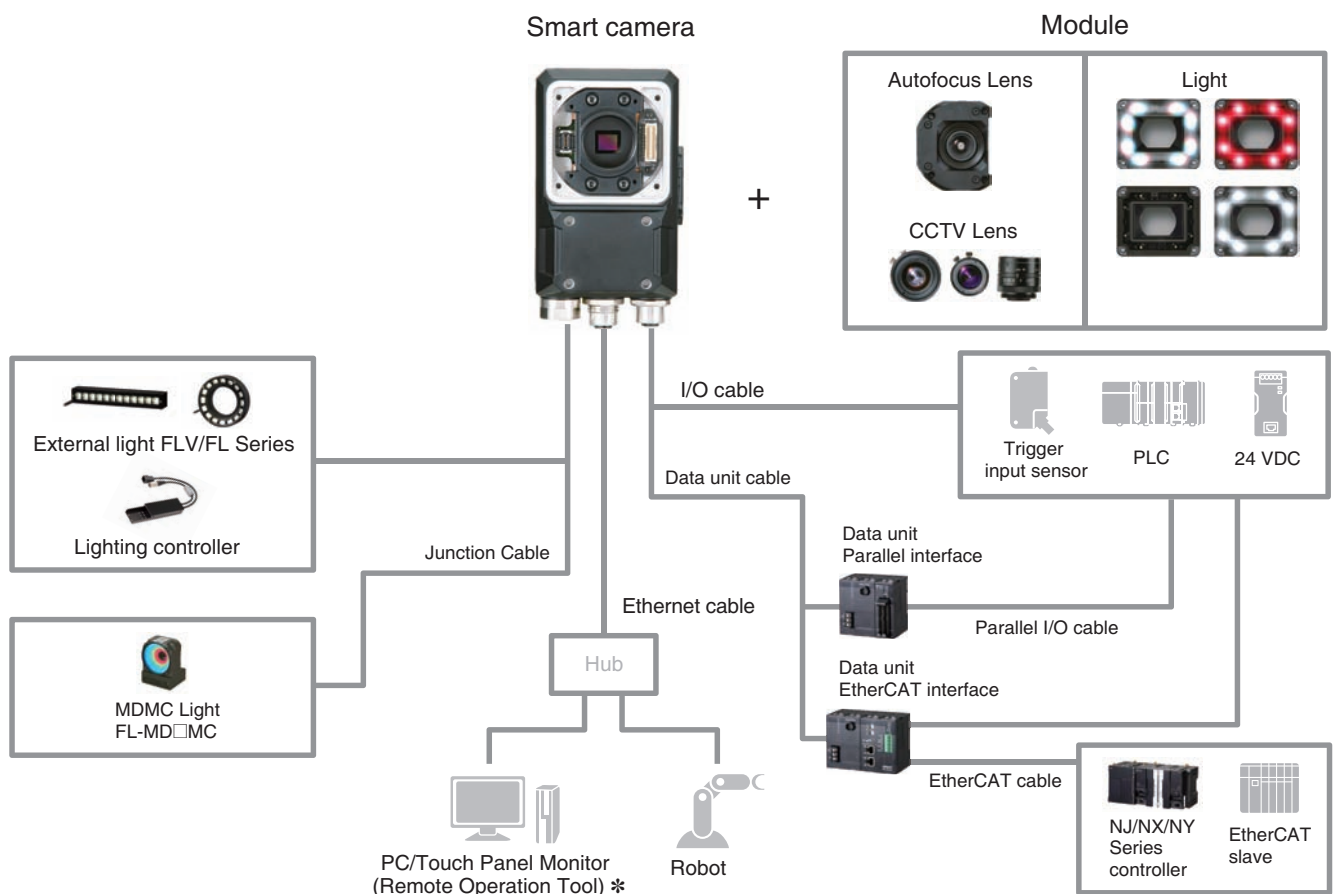 Smart camera
Module
Autofocus Lens
Light
+
CCTV Lens
External light FLV/FL Series
Lighting controller
I/O cable
Trigger
input sensor
PLC
24 VDC
Data unit cable
Junction Cable
Data unit
Parallel interface
Ethernet cable
Parallel I/O cable
Hub
Data unit
EtherCAT interface
MDMC Light
FL-MD□MC
EtherCAT cable
NJ/NX/NY
Series
controller
EtherCAT
slave
PC/Touch Panel Monitor
(Remote Operation Tool) ✻
Robot